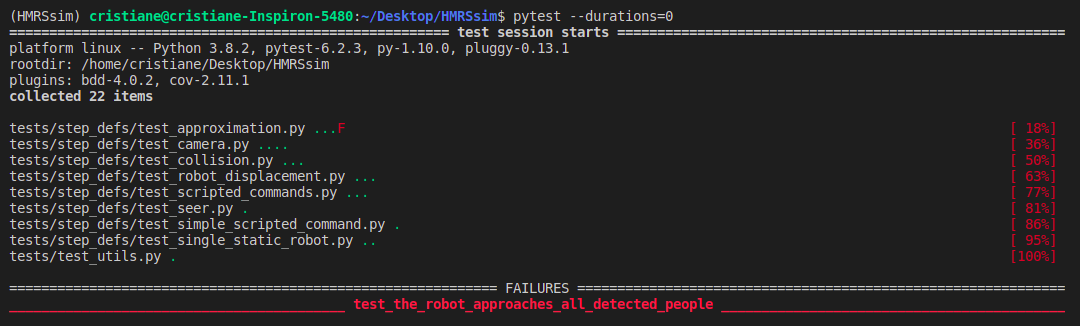 (HMRSsim) cristiane@cristiane-Inspiron-5480:~/Desktop/HMRSsim$ pytest --durations=0
======================================================= test session starts ========================================================
platform linux -- Python 3.8.2, pytest-6.2.3, py-1.10.0, pluggy-0.13.1
rootdir: /home/cristiane/Desktop/HMRSsim
plugins: bdd-4.0.2, cov-2.11.1
collected 22 items
tests/step_defs/test_approximation.py ...F [ 18%]
tests/step_defs/test_camera.py .... [ 36%]
tests/step_defs/test_collision.py ... [ 50%]
tests/step_defs/test_robot_displacement.py ... [ 63%]
tests/step_defs/test_scripted_commands.py ... [ 77%]
tests/step_defs/test_seer.py . [ 81%]
tests/step_defs/test_simple_scripted_command.py . [ 86%]
tests/step_defs/test_single_static_robot.py .. [ 95%]
tests/test_utils.py . [100%]
============================================================= FAILURES =============================================================
__________________________________________ test_the_robot_approaches_all_detected_people ___________________________________________